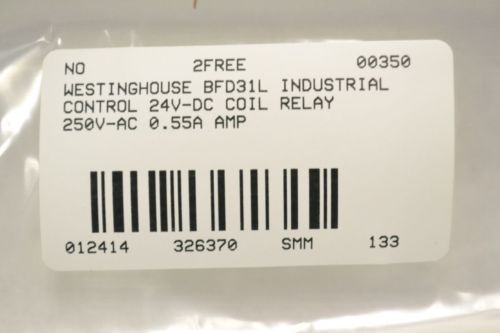 NO 2FREE 00350
WESTINGHOUSE BFD31L INDUSTRIAL
CONTROL 24V-DC COIL RELAY
250V-AC 0.55A AMP
012414 326370 SMM 133